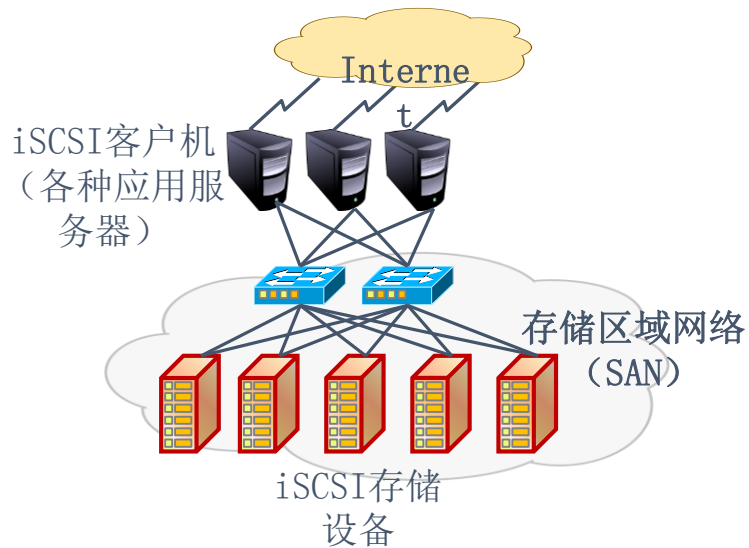 Interne
t
iSCSI客户机
（各种应用服
务器）
存储区域网络
（SAN）
iSCSI存储
设备